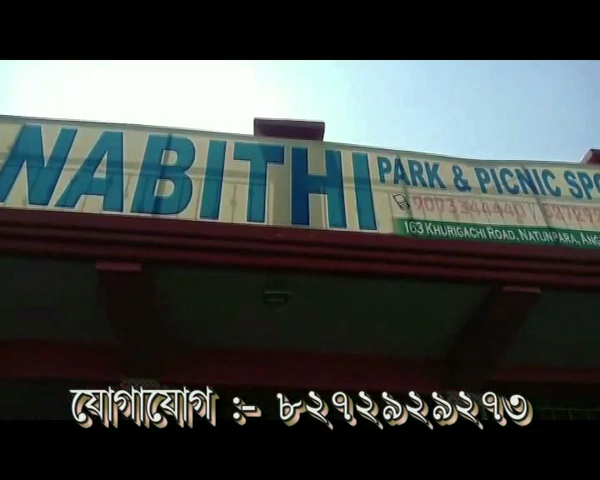 NABITHI
PARK & PICNIC SPO
9073344440
163 KHURIGACHI ROAD, NATUNPARA, ANG
যোগাযোগ :- ৮২৭২৯২৯২৭৩